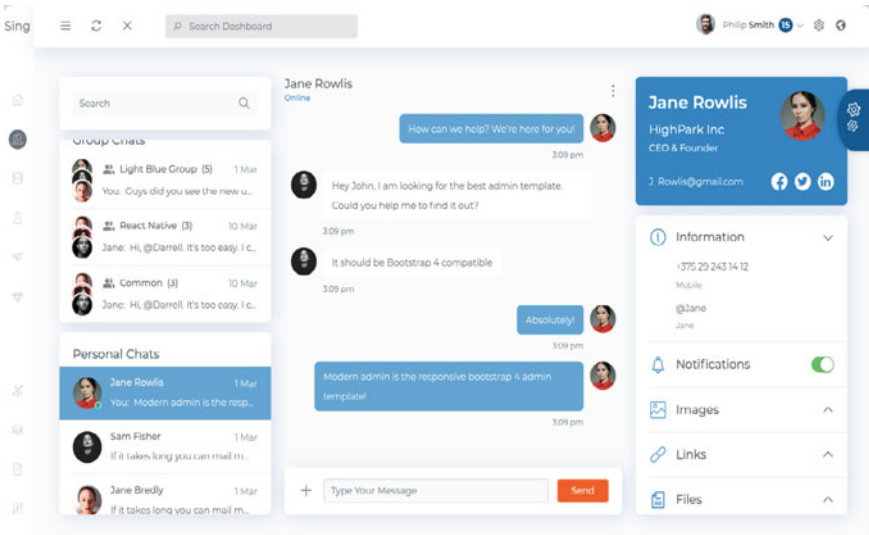 Sing
Search Dashboard
Philip Smith 15
Search
Group Chats
Light Blue Group (5) 1 Mar
You: Guys did you see the new u...
React Native (3) 10 Mar
Jane: Hi, @Darrell. It's too easy. I c...
Common (3) 10 Mar
Jane: Hi, @Darrell. It's too easy. I c...
Personal Chats
Jane Rowlis 1 Mar
You: Modern admin is the resp...
Sam Fisher 1 Mar
If it takes long you can mail m...
Jane Bredly 1 Mar
If it takes long you can mail m...
Jane Rowlis
Online
How can we help? We're here for you!
3:09 pm
Hey John, I am looking for the best admin template.
Could you help me to find it out?
3:09 pm
It should be Bootstrap 4 compatible
3:09 pm
Absolutely!
3:09 pm
Modern admin is the responsive bootstrap 4 admin
template!
3:09 pm
Type Your Message
Send
Jane Rowlis
HighPark Inc
CEO & Founder
J. Rowlis@gmail.com
Information
+375 29 243 14 12
Mobile
@Jane
Jane
Notifications
Images
Links
Files